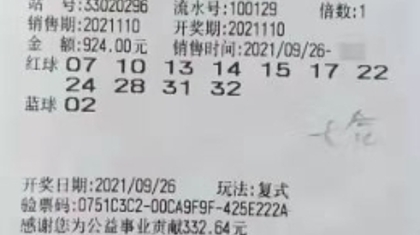 站 号:33020296 流水号:100129 倍数:1
销售期:2021110 开奖期:2021110
金 额:924.00元 销售时间:2021/09/26-
红球 07 10 13 14 15 17 22
24 28 31 32
蓝球 02
开奖日期:2021/09/26 玩法:复式
验票码:0751C3C2-00CA9F9F-425E222A
感谢您为公益事业贡献332.64元